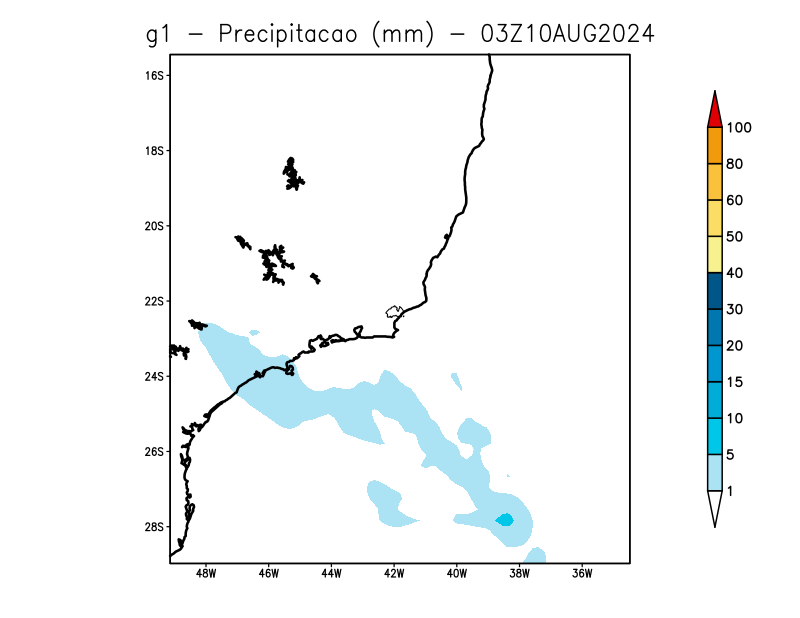 g1 – Precipitacao (mm) – 03Z10AUG2024
16S
18S
20S
22S
24S
26S
28S
48W 46W 44W 42W 40W 38W 36W
100
80
60
50
40
30
20
15
10
5
1